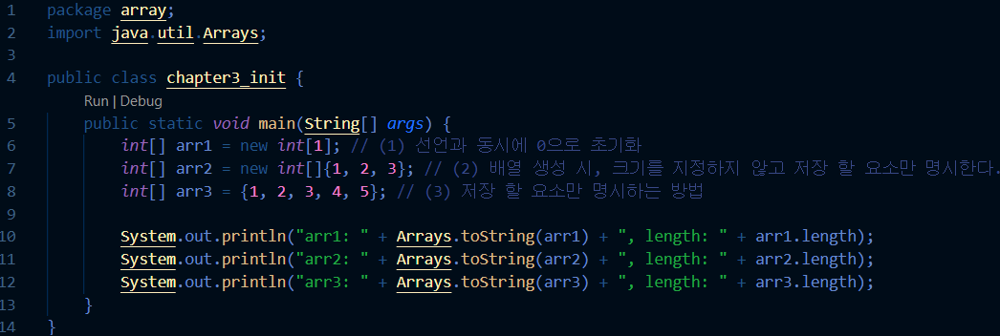 1 package array;
2 import java.util.Arrays;
3
4 public class chapter3_init {
Run | Debug
5 public static void main(String[] args) {
6 int[] arr1 = new int[1]; // (1) 선언과 동시에 0으로 초기화
7 int[] arr2 = new int[]{1, 2, 3}; // (2) 배열 생성 시, 크기를 지정하지 않고 저장 할 요소만 명시한다.
8 int[] arr3 = {1, 2, 3, 4, 5}; // (3) 저장 할 요소만 명시하는 방법
9
10 System.out.println("arr1: " + Arrays.toString(arr1) + ", length: " + arr1.length);
11 System.out.println("arr2: " + Arrays.toString(arr2) + ", length: " + arr2.length);
12 System.out.println("arr3: " + Arrays.toString(arr3) + ", length: " + arr3.length);
13 }
14 }